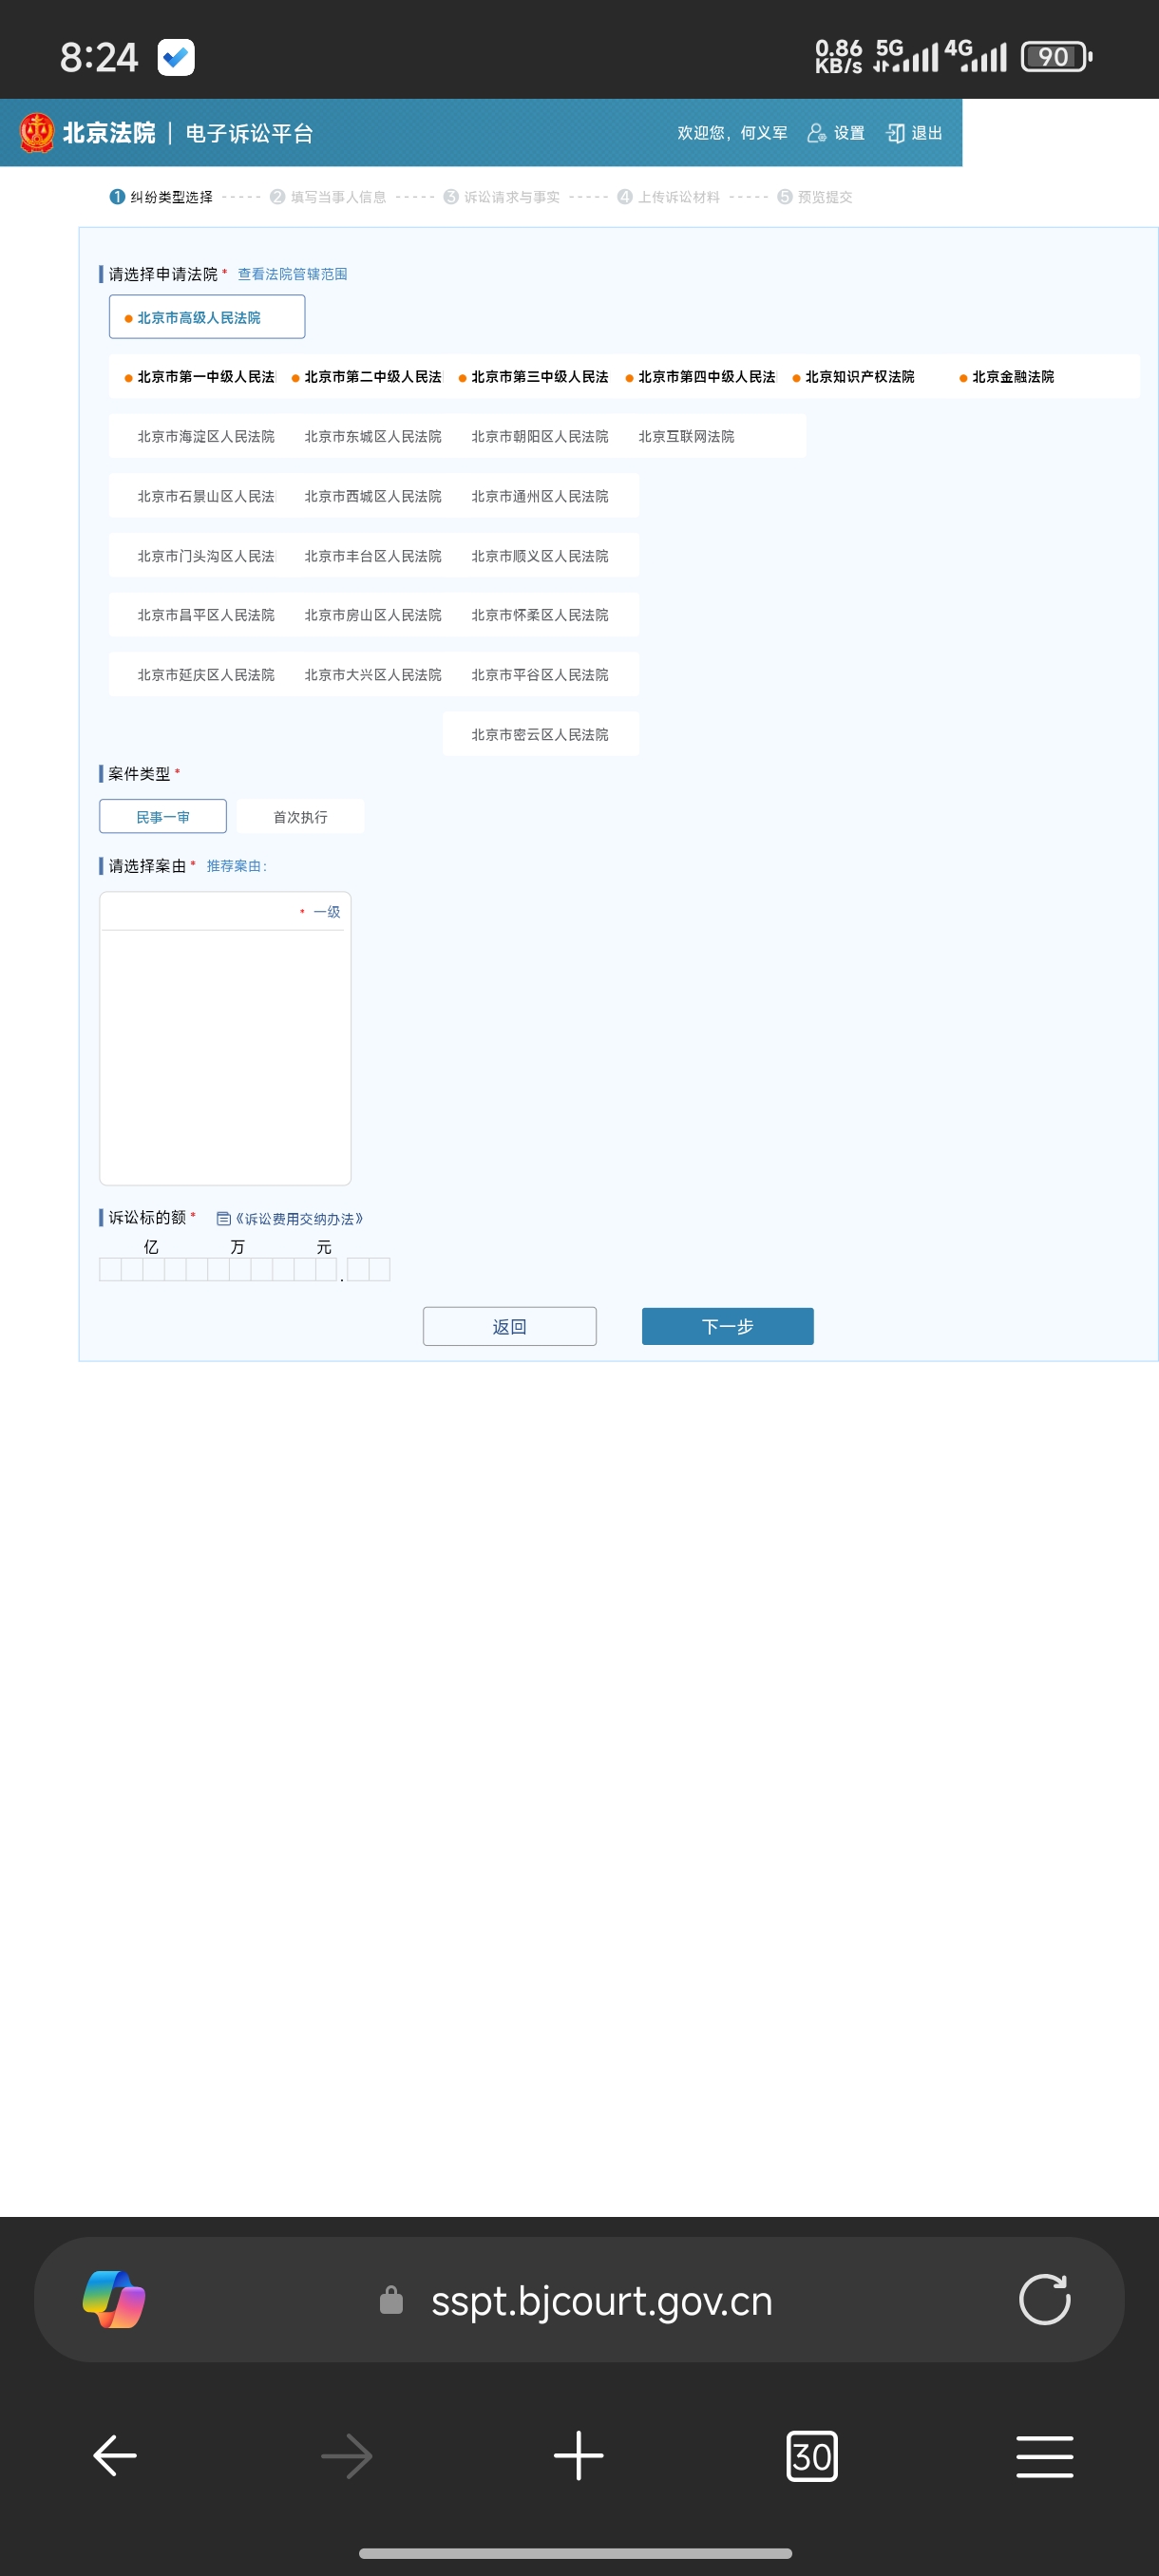 8:24 0.86 KB/s 5G 4G 90
北京法院 | 电子诉讼平台 欢迎您，何义军 设置 退出
1 纠纷类型选择 ----- 2 填写当事人信息 ----- 3 诉讼请求与事实 ----- 4 上传诉讼材料 ----- 5 预览提交
请选择申请法院 * 查看法院管辖范围
北京市高级人民法院
北京市第一中级人民法 北京市第二中级人民法 北京市第三中级人民法 北京市第四中级人民法 北京知识产权法院 北京金融法院
北京市海淀区人民法院 北京市东城区人民法院 北京市朝阳区人民法院 北京互联网法院
北京市石景山区人民法 北京市西城区人民法院 北京市通州区人民法院
北京市门头沟区人民法 北京市丰台区人民法院 北京市顺义区人民法院
北京市昌平区人民法院 北京市房山区人民法院 北京市怀柔区人民法院
北京市延庆区人民法院 北京市大兴区人民法院 北京市平谷区人民法院
北京市密云区人民法院
案件类型 *
民事一审 首次执行
请选择案由 * 推荐案由：
* 一级
诉讼标的额 * 《诉讼费用交纳办法》
亿 万 元
.
返回 下一步
sspt.bjcourt.gov.cn
30